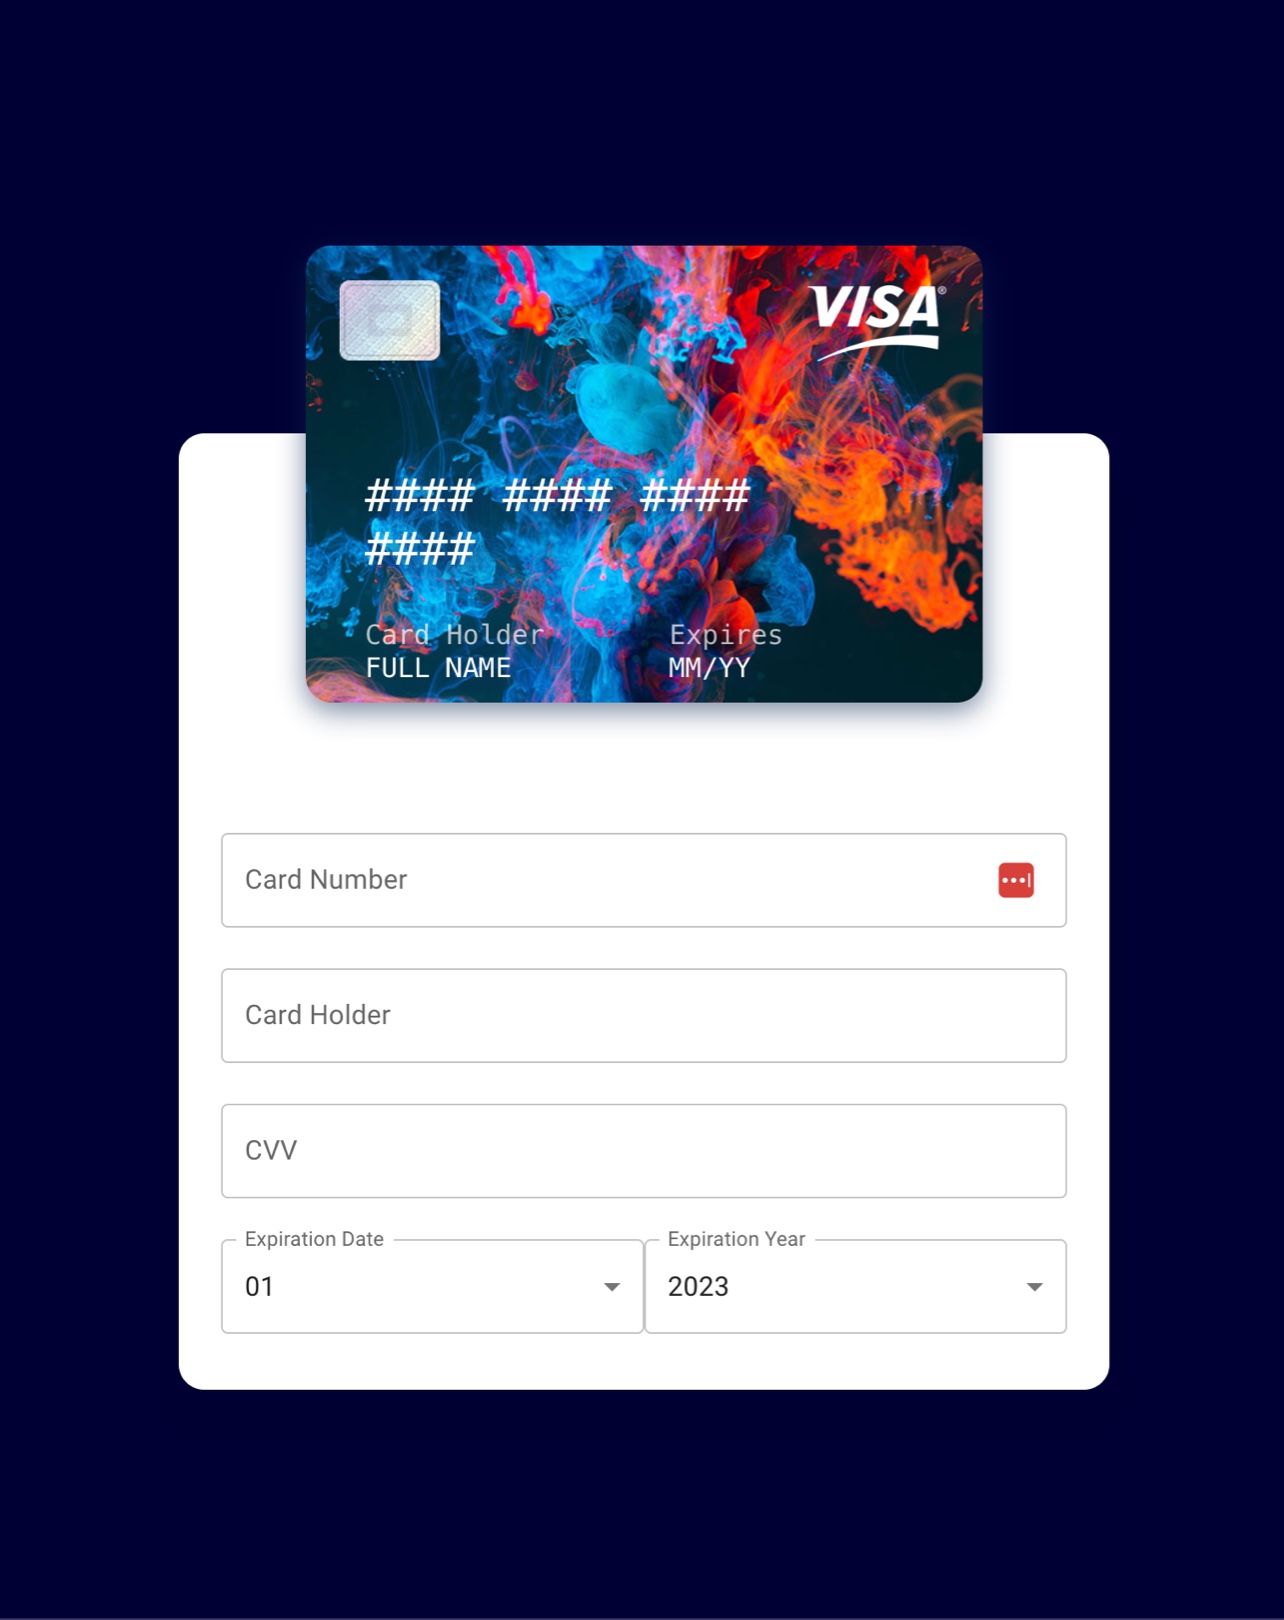 VISA®
#### #### ####
####
Card Holder Expires
FULL NAME MM/YY
Card Number
Card Holder
CVV
Expiration Date Expiration Year
01 2023